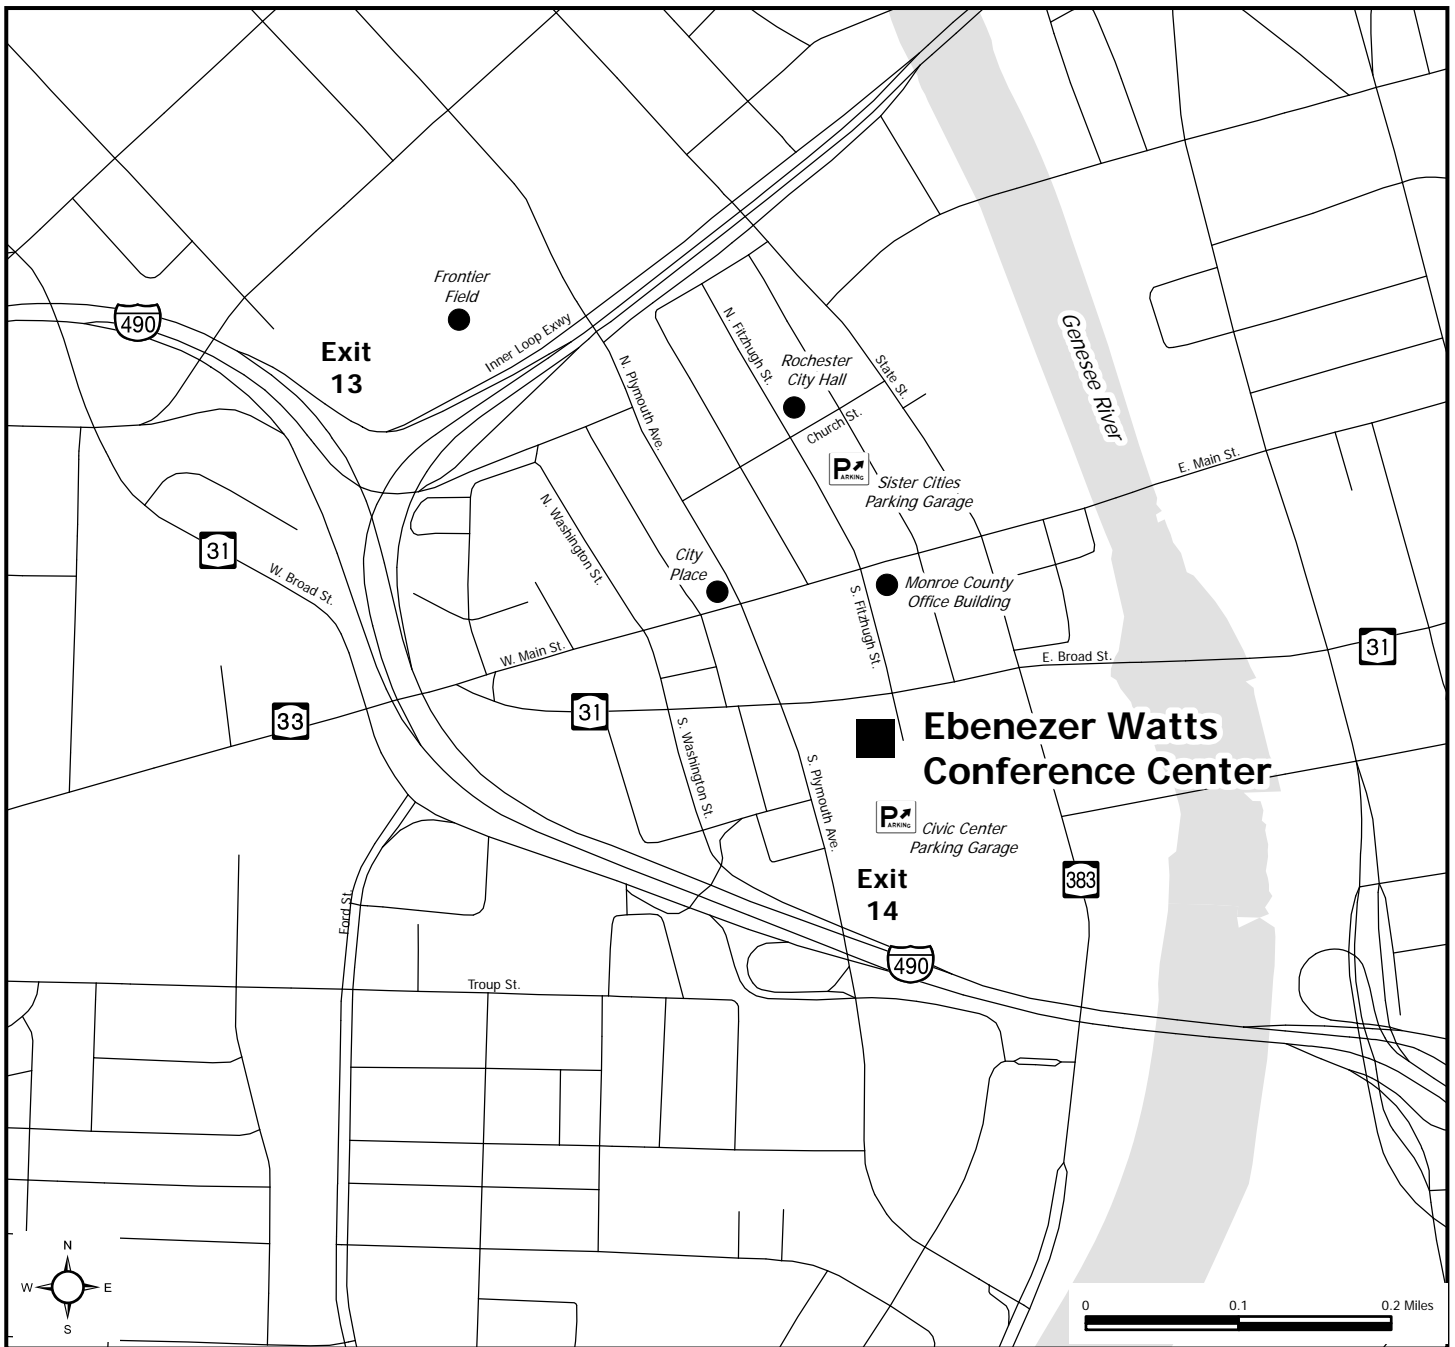 Frontier
Field
490
Exit
13
Inner Loop Exwy
N. Plymouth Ave.
N. Fitzhugh St.
Rochester
City Hall
State St.
Church St.
Genesee River
E. Main St.
P
ARKING
Sister Cities
Parking Garage
N. Washington St.
31
W. Broad St.
City
Place
Monroe County
Office Building
S. Fitzhugh St.
W. Main St.
E. Broad St.
31
33
31
S. Washington St.
S. Plymouth Ave.
Ebenezer Watts
Conference Center
P
ARKING
Civic Center
Parking Garage
Exit
14
383
Ford St.
490
Troup St.
N
W
E
S
0
0.1
0.2 Miles